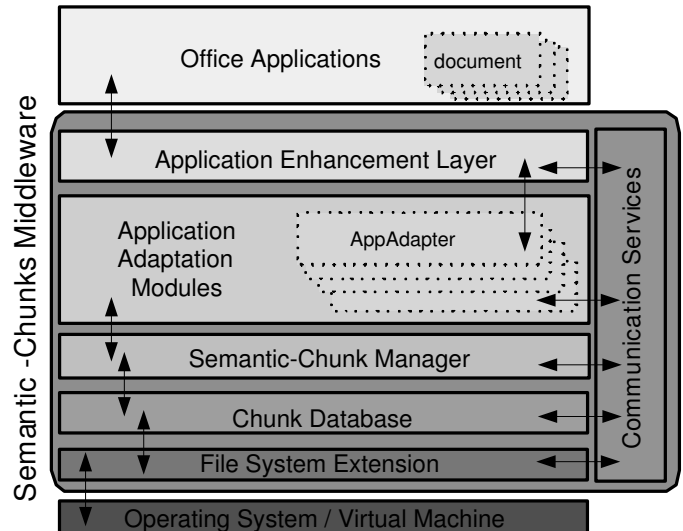 Office Applications
document
Semantic -Chunks Middleware
Application Enhancement Layer
Application
Adaptation
Modules
AppAdapter
Semantic-Chunk Manager
Chunk Database
File System Extension
Communication Services
Operating System / Virtual Machine